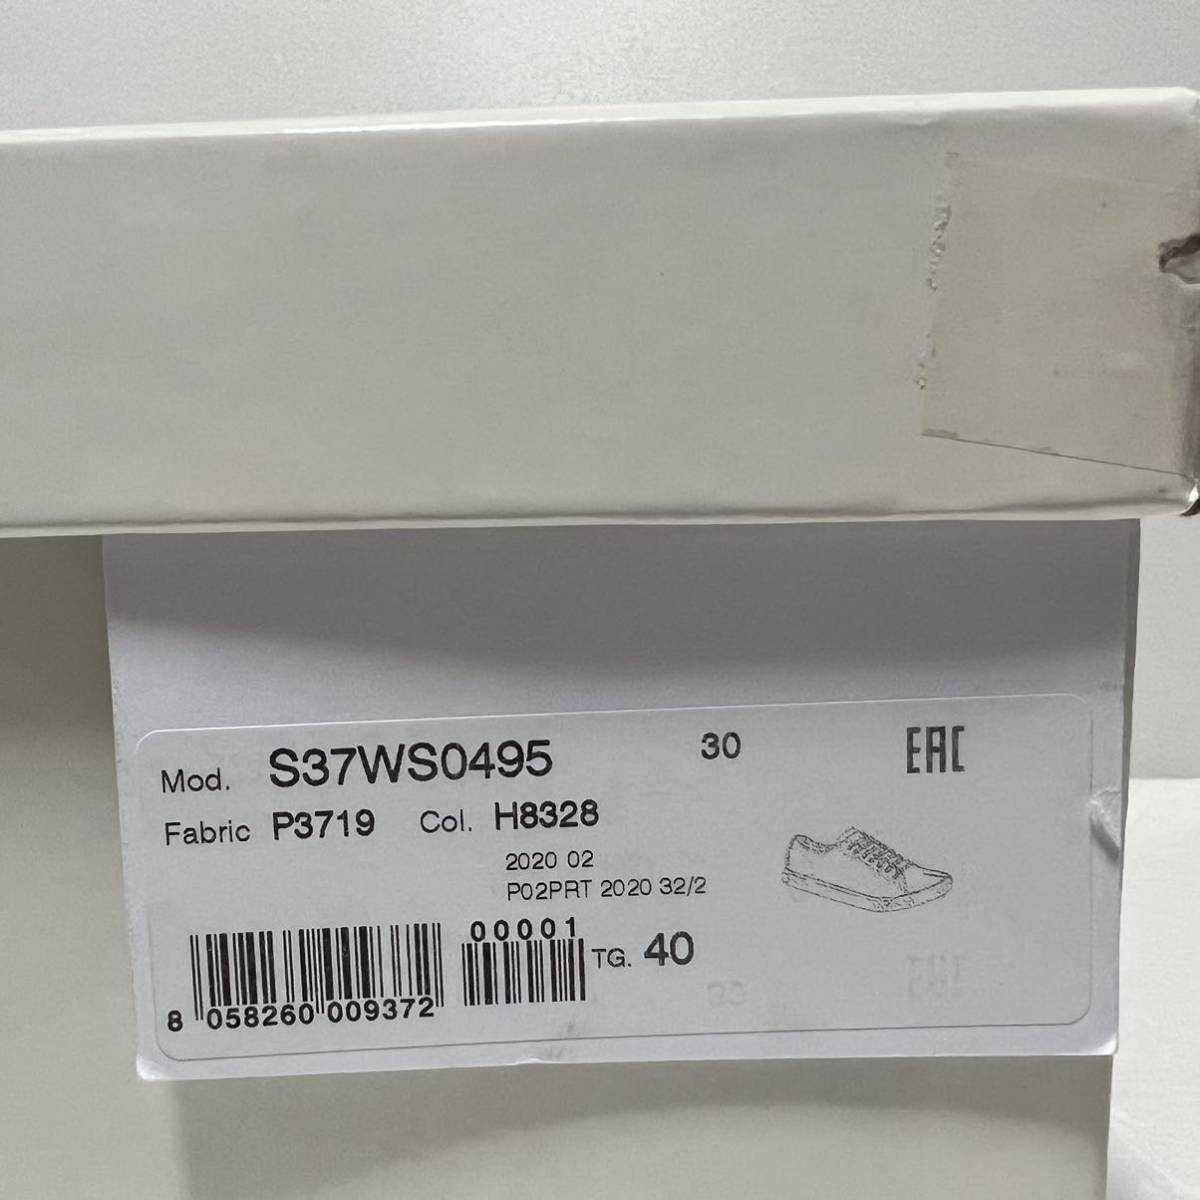 Mod. S37WS0495 30 EAC
Fabric P3719 Col. H8328
2020 02
P02PRT 2020 32/2
00001
TG. 40
8 058260 009372